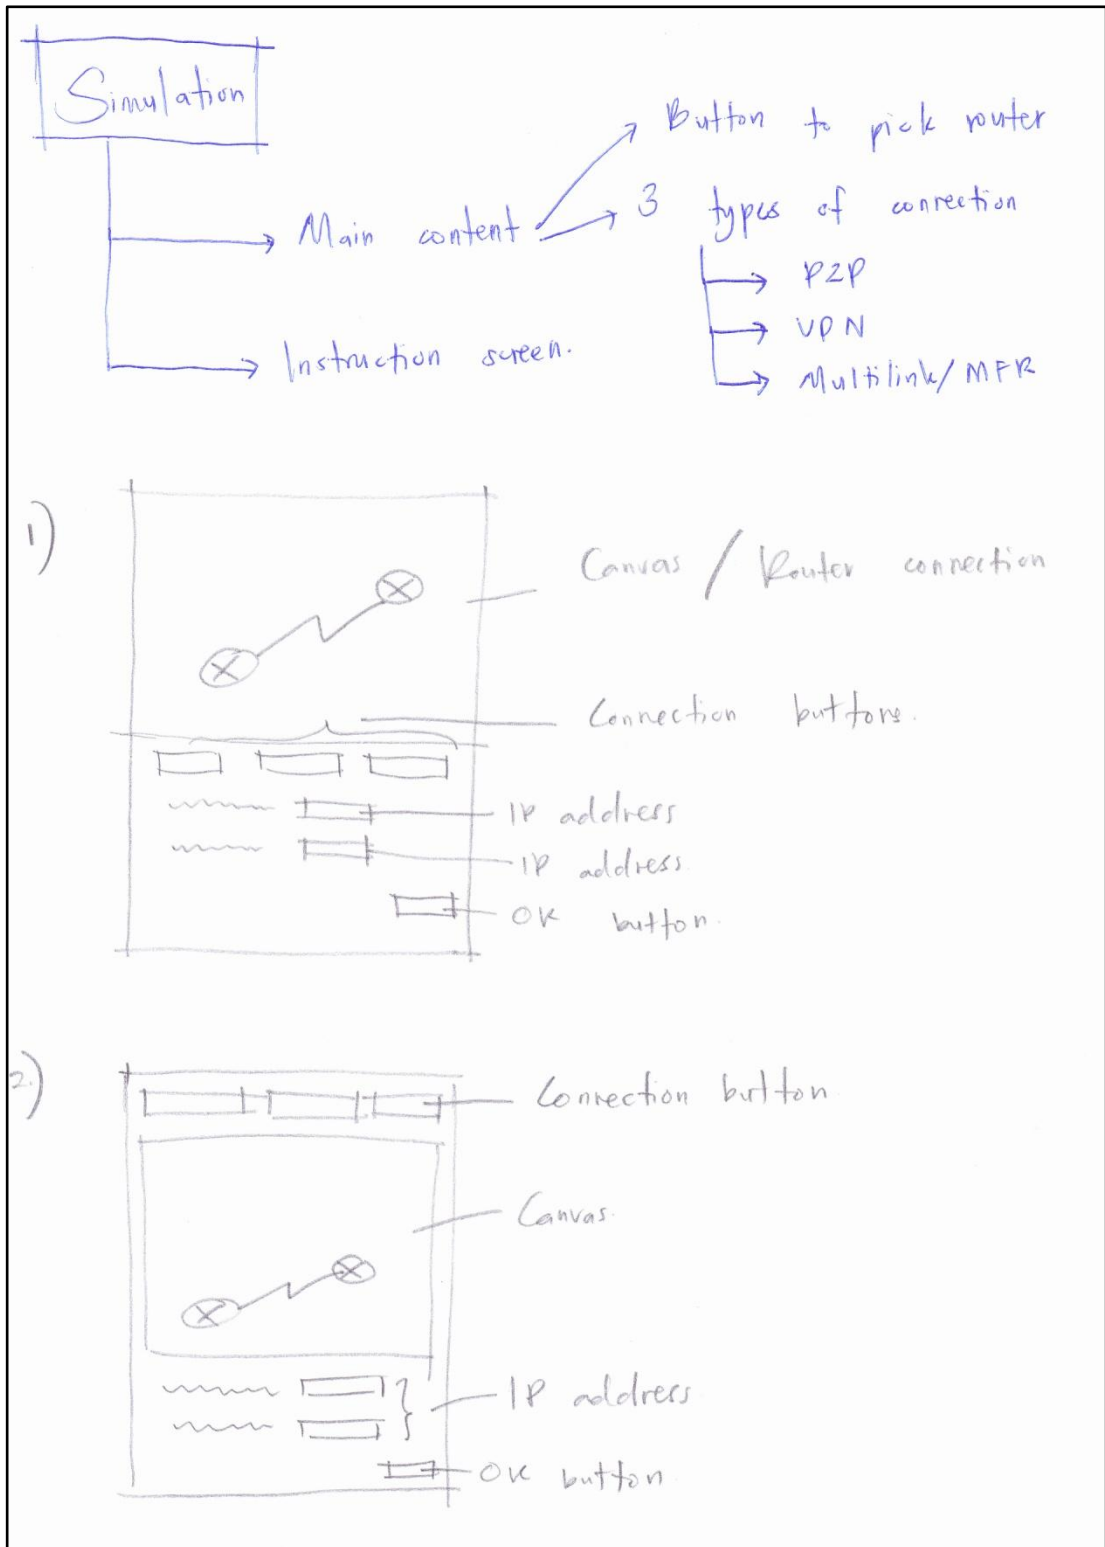 Simulation
Button to pick router
Main content
3 types of connection
P2P
VPN
Instruction screen.
Multilink/MFR
1)
Canvas / Router connection
Connection buttons.
IP address
IP address
OK button.
2.)
Connection button
Canvas.
IP address
OK button